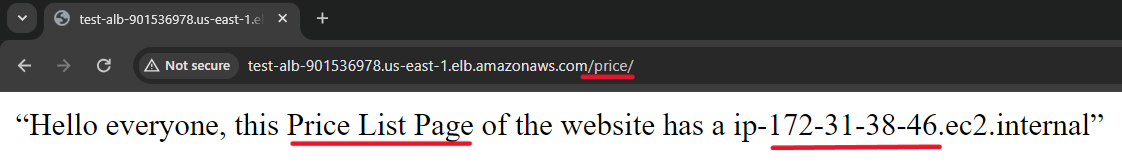 test-alb-901536978.us-east-1.el
Not secure test-alb-901536978.us-east-1.elb.amazonaws.com/price/
“Hello everyone, this Price List Page of the website has a ip-172-31-38-46.ec2.internal”